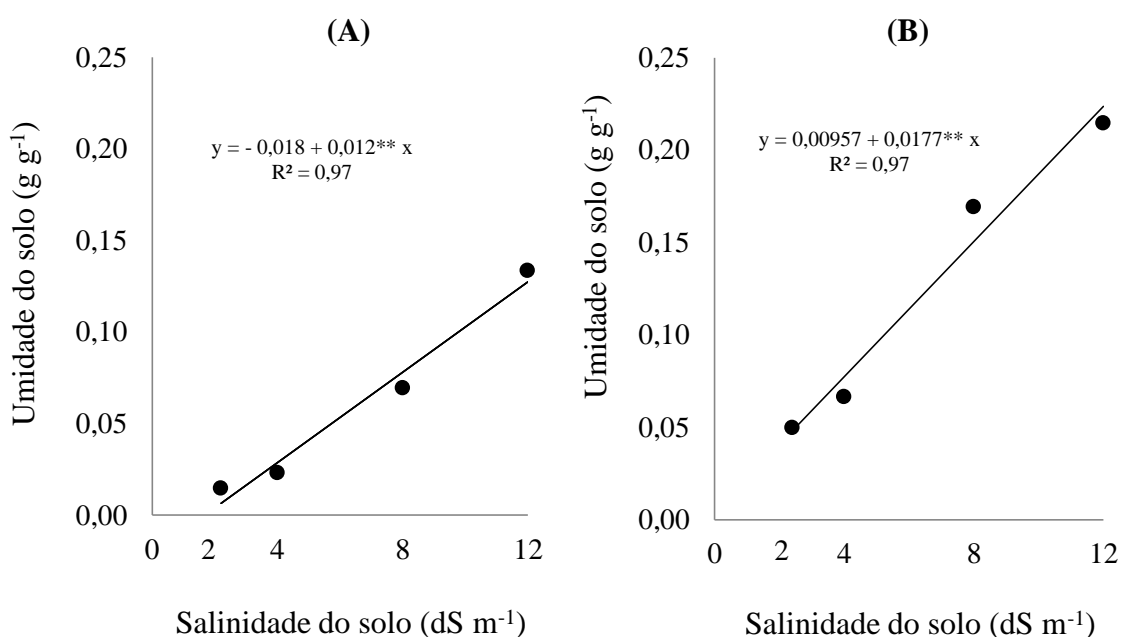 (A)
0,25
0,20
0,15
0,10
0,05
0,00
Umidade do solo (g g-1)
y = - 0,018 + 0,012** x
R² = 0,97
0 2 4 8 12
Salinidade do solo (dS m-1)
(B)
0,25
0,20
0,15
0,10
0,05
0,00
Umidade do solo (g g-1)
y = 0,00957 + 0,0177** x
R² = 0,97
0 2 4 8 12
Salinidade do solo (dS m-1)